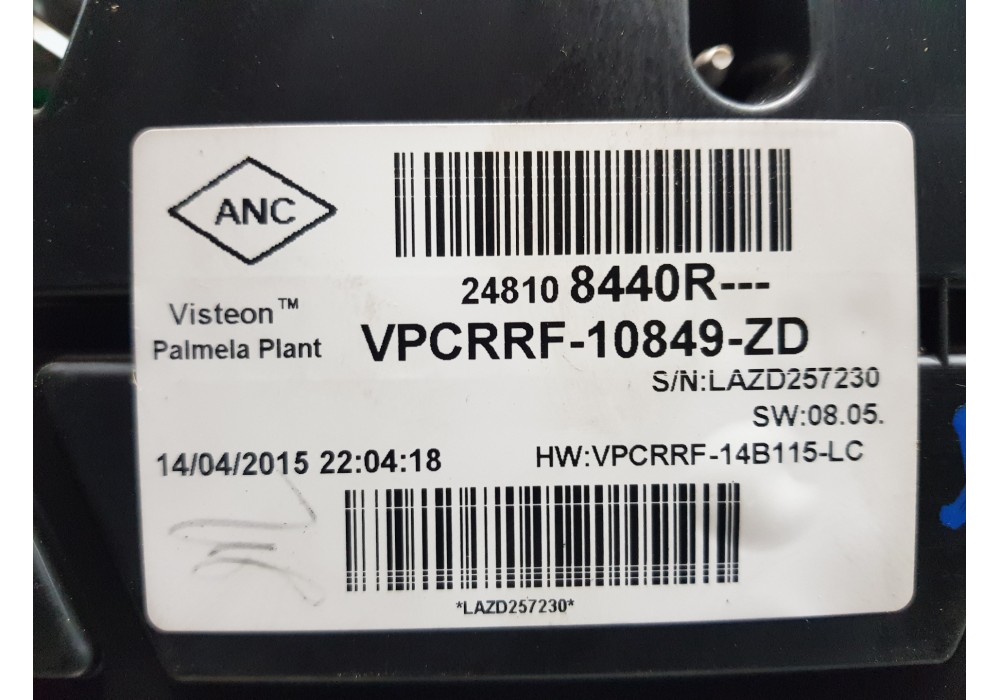 ANC
24810 8440R---
Visteon™
Palmela Plant
VPCRRF-10849-ZD
S/N:LAZD257230
SW:08.05.
14/04/2015 22:04:18
HW:VPCRRF-14B115-LC
*LAZD257230*